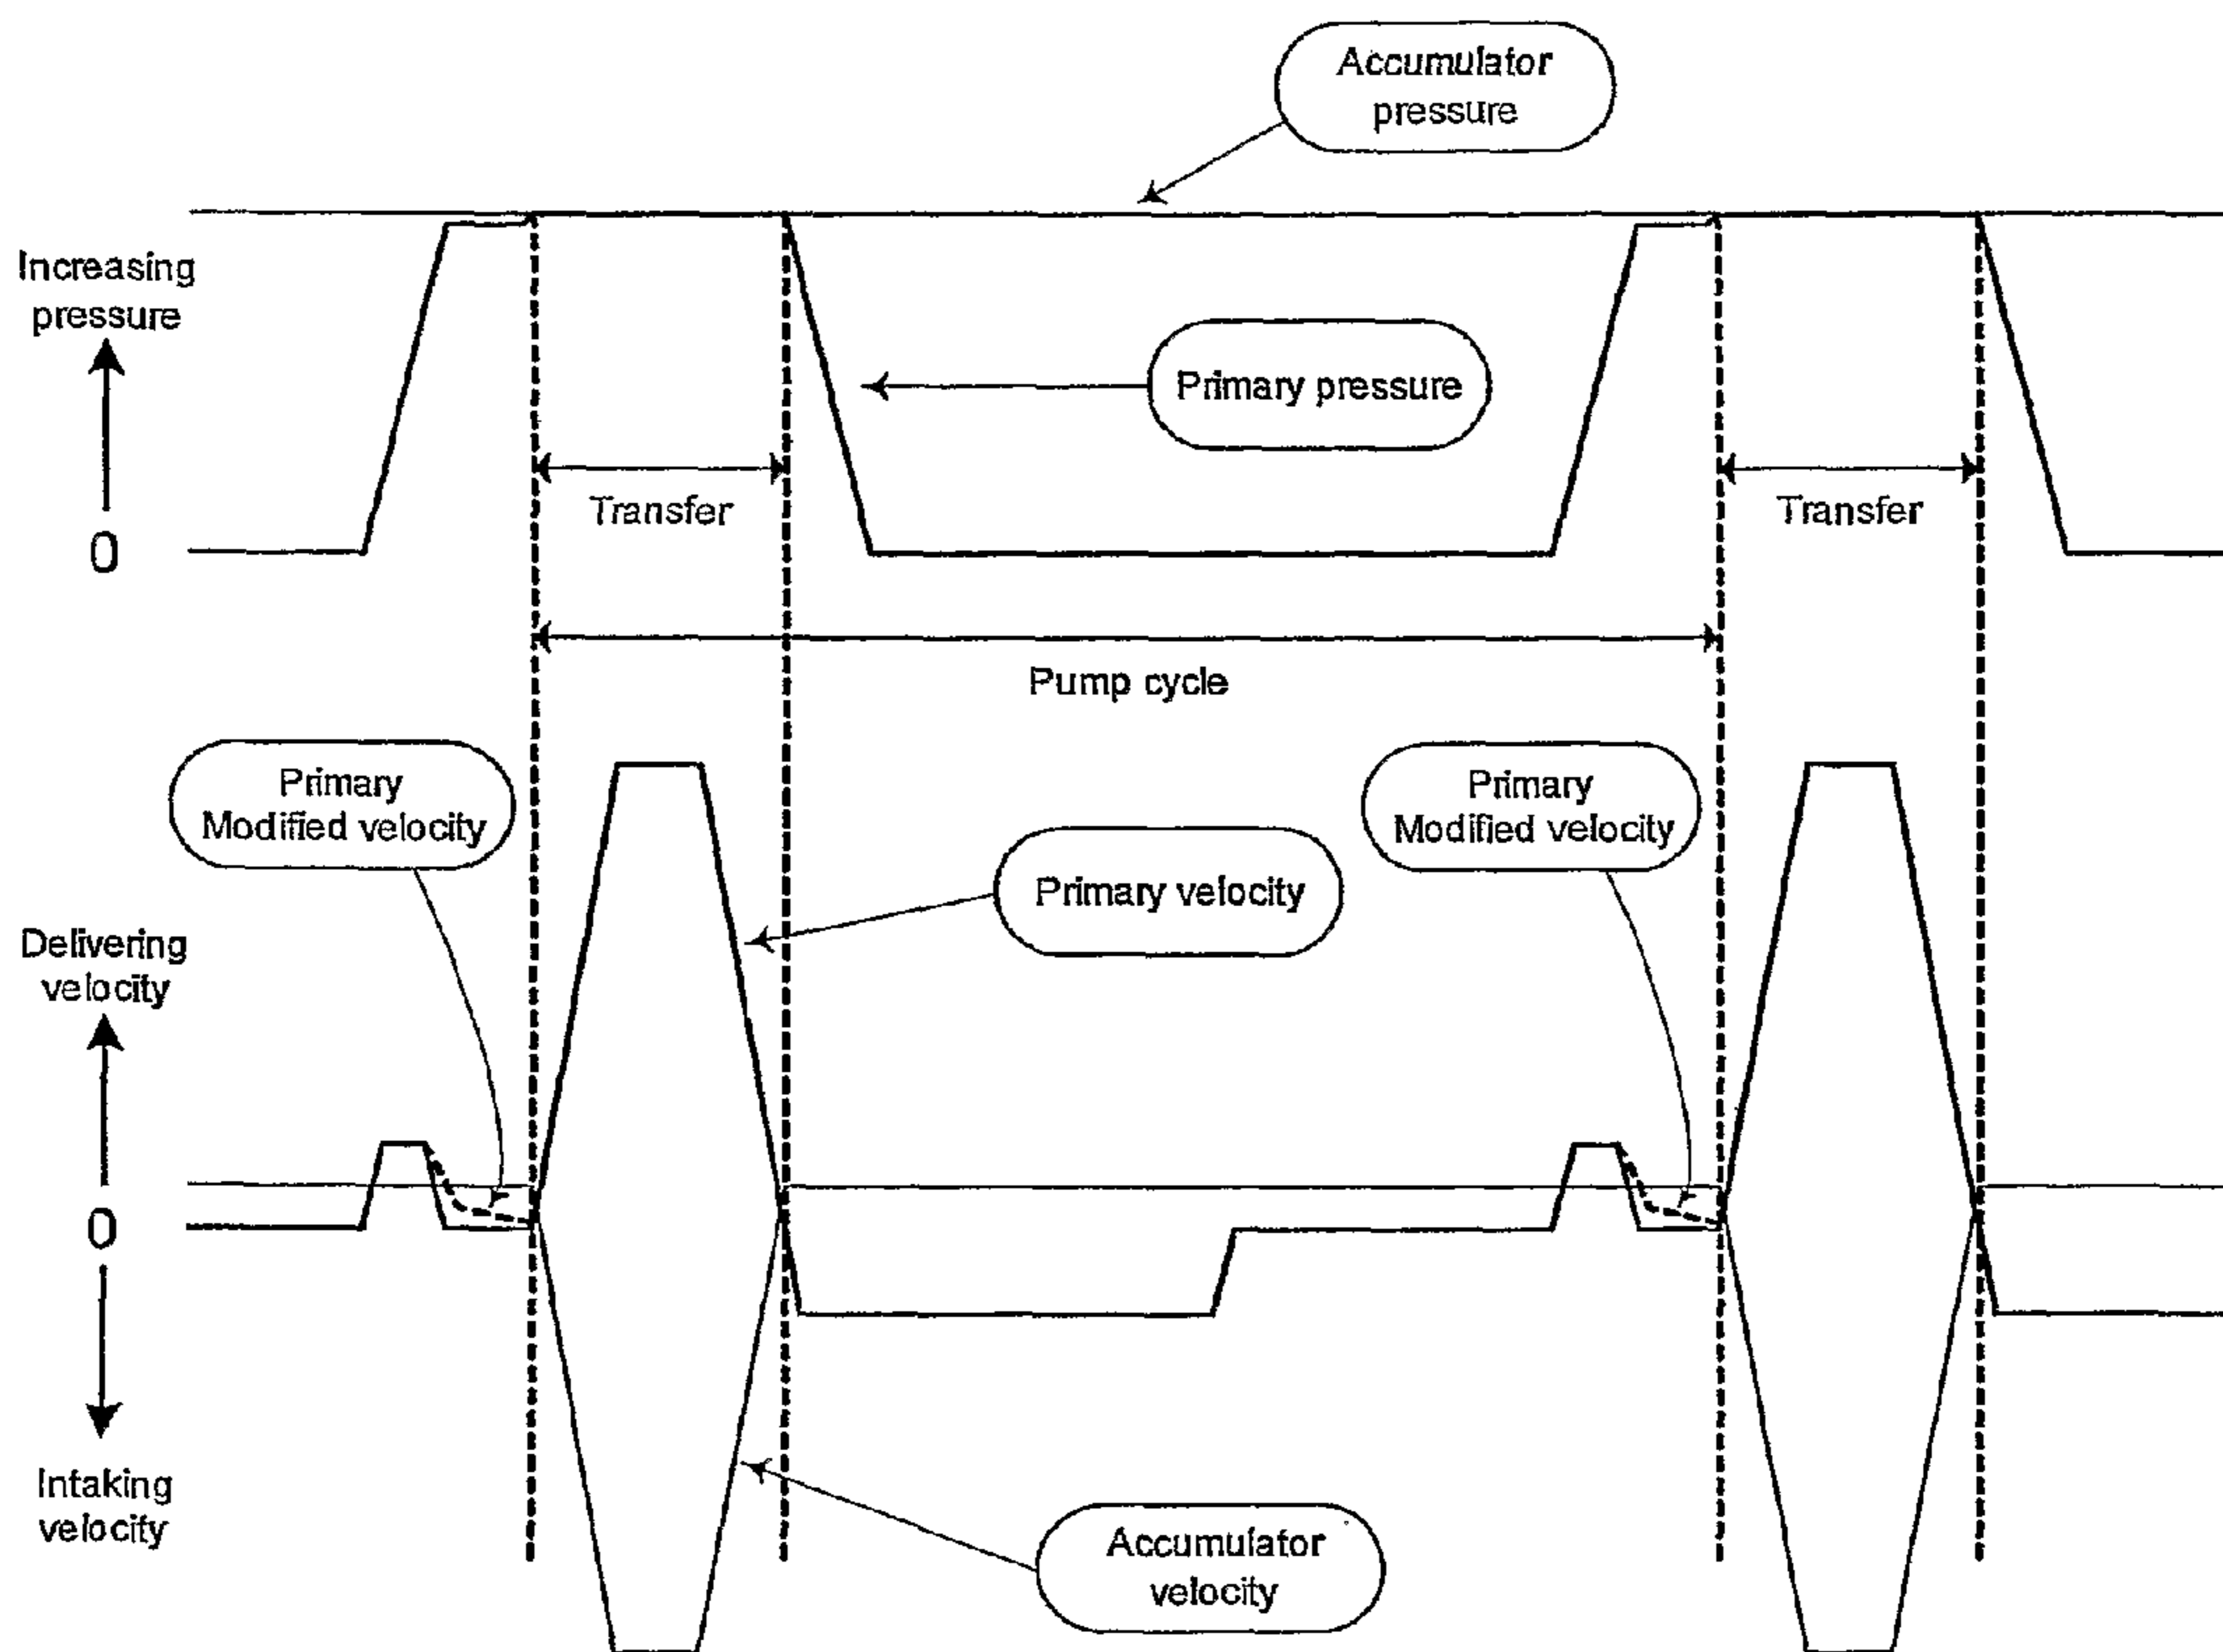 Accumulator
pressure
Increasing
pressure
0
Primary pressure
Transfer
Transfer
Pump cycle
Primary
Modified velocity
Primary
Modified velocity
Primary velocity
Delivering
velocity
0
Intaking
velocity
Accumulator
velocity